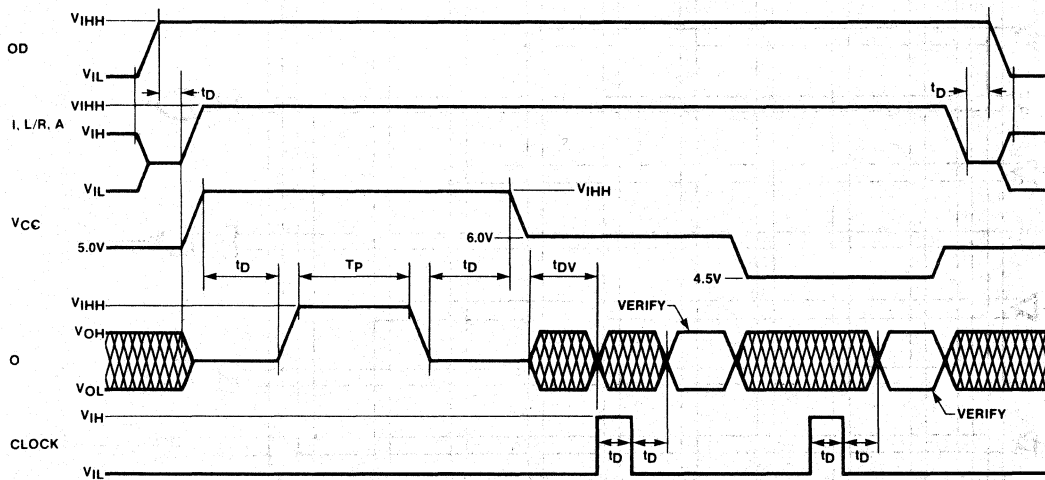 VIHH
OD
VIL
tD
tD
VIHH
I, L/R, A
VIH
VIL
VIHH
VCC
6.0V
5.0V
4.5V
tD
TP
tD
tDV
VIHH
VERIFY
VOH
O
VOL
VERIFY
VIH
CLOCK
tD
tD
tD
tD
VIL